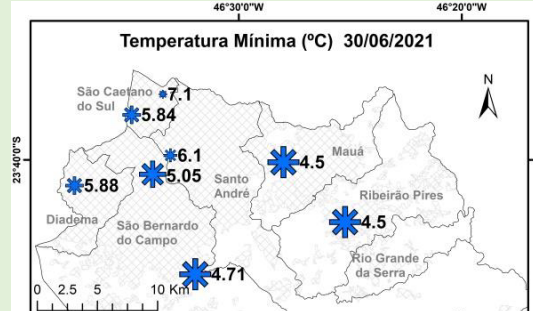 46°30'0"W
46°20'0"W
Temperatura Mínima (ºC) 30/06/2021
N
São Caetano
do Sul
7.1
5.84
23°40'0"S
6.1
5.05
5.88
Diadema
Santo
André
4.5
Mauá
Ribeirão Pires
4.5
São Bernardo
do Campo
Rio Grande
da Serra
4.71
0 2.5 5 10 Km